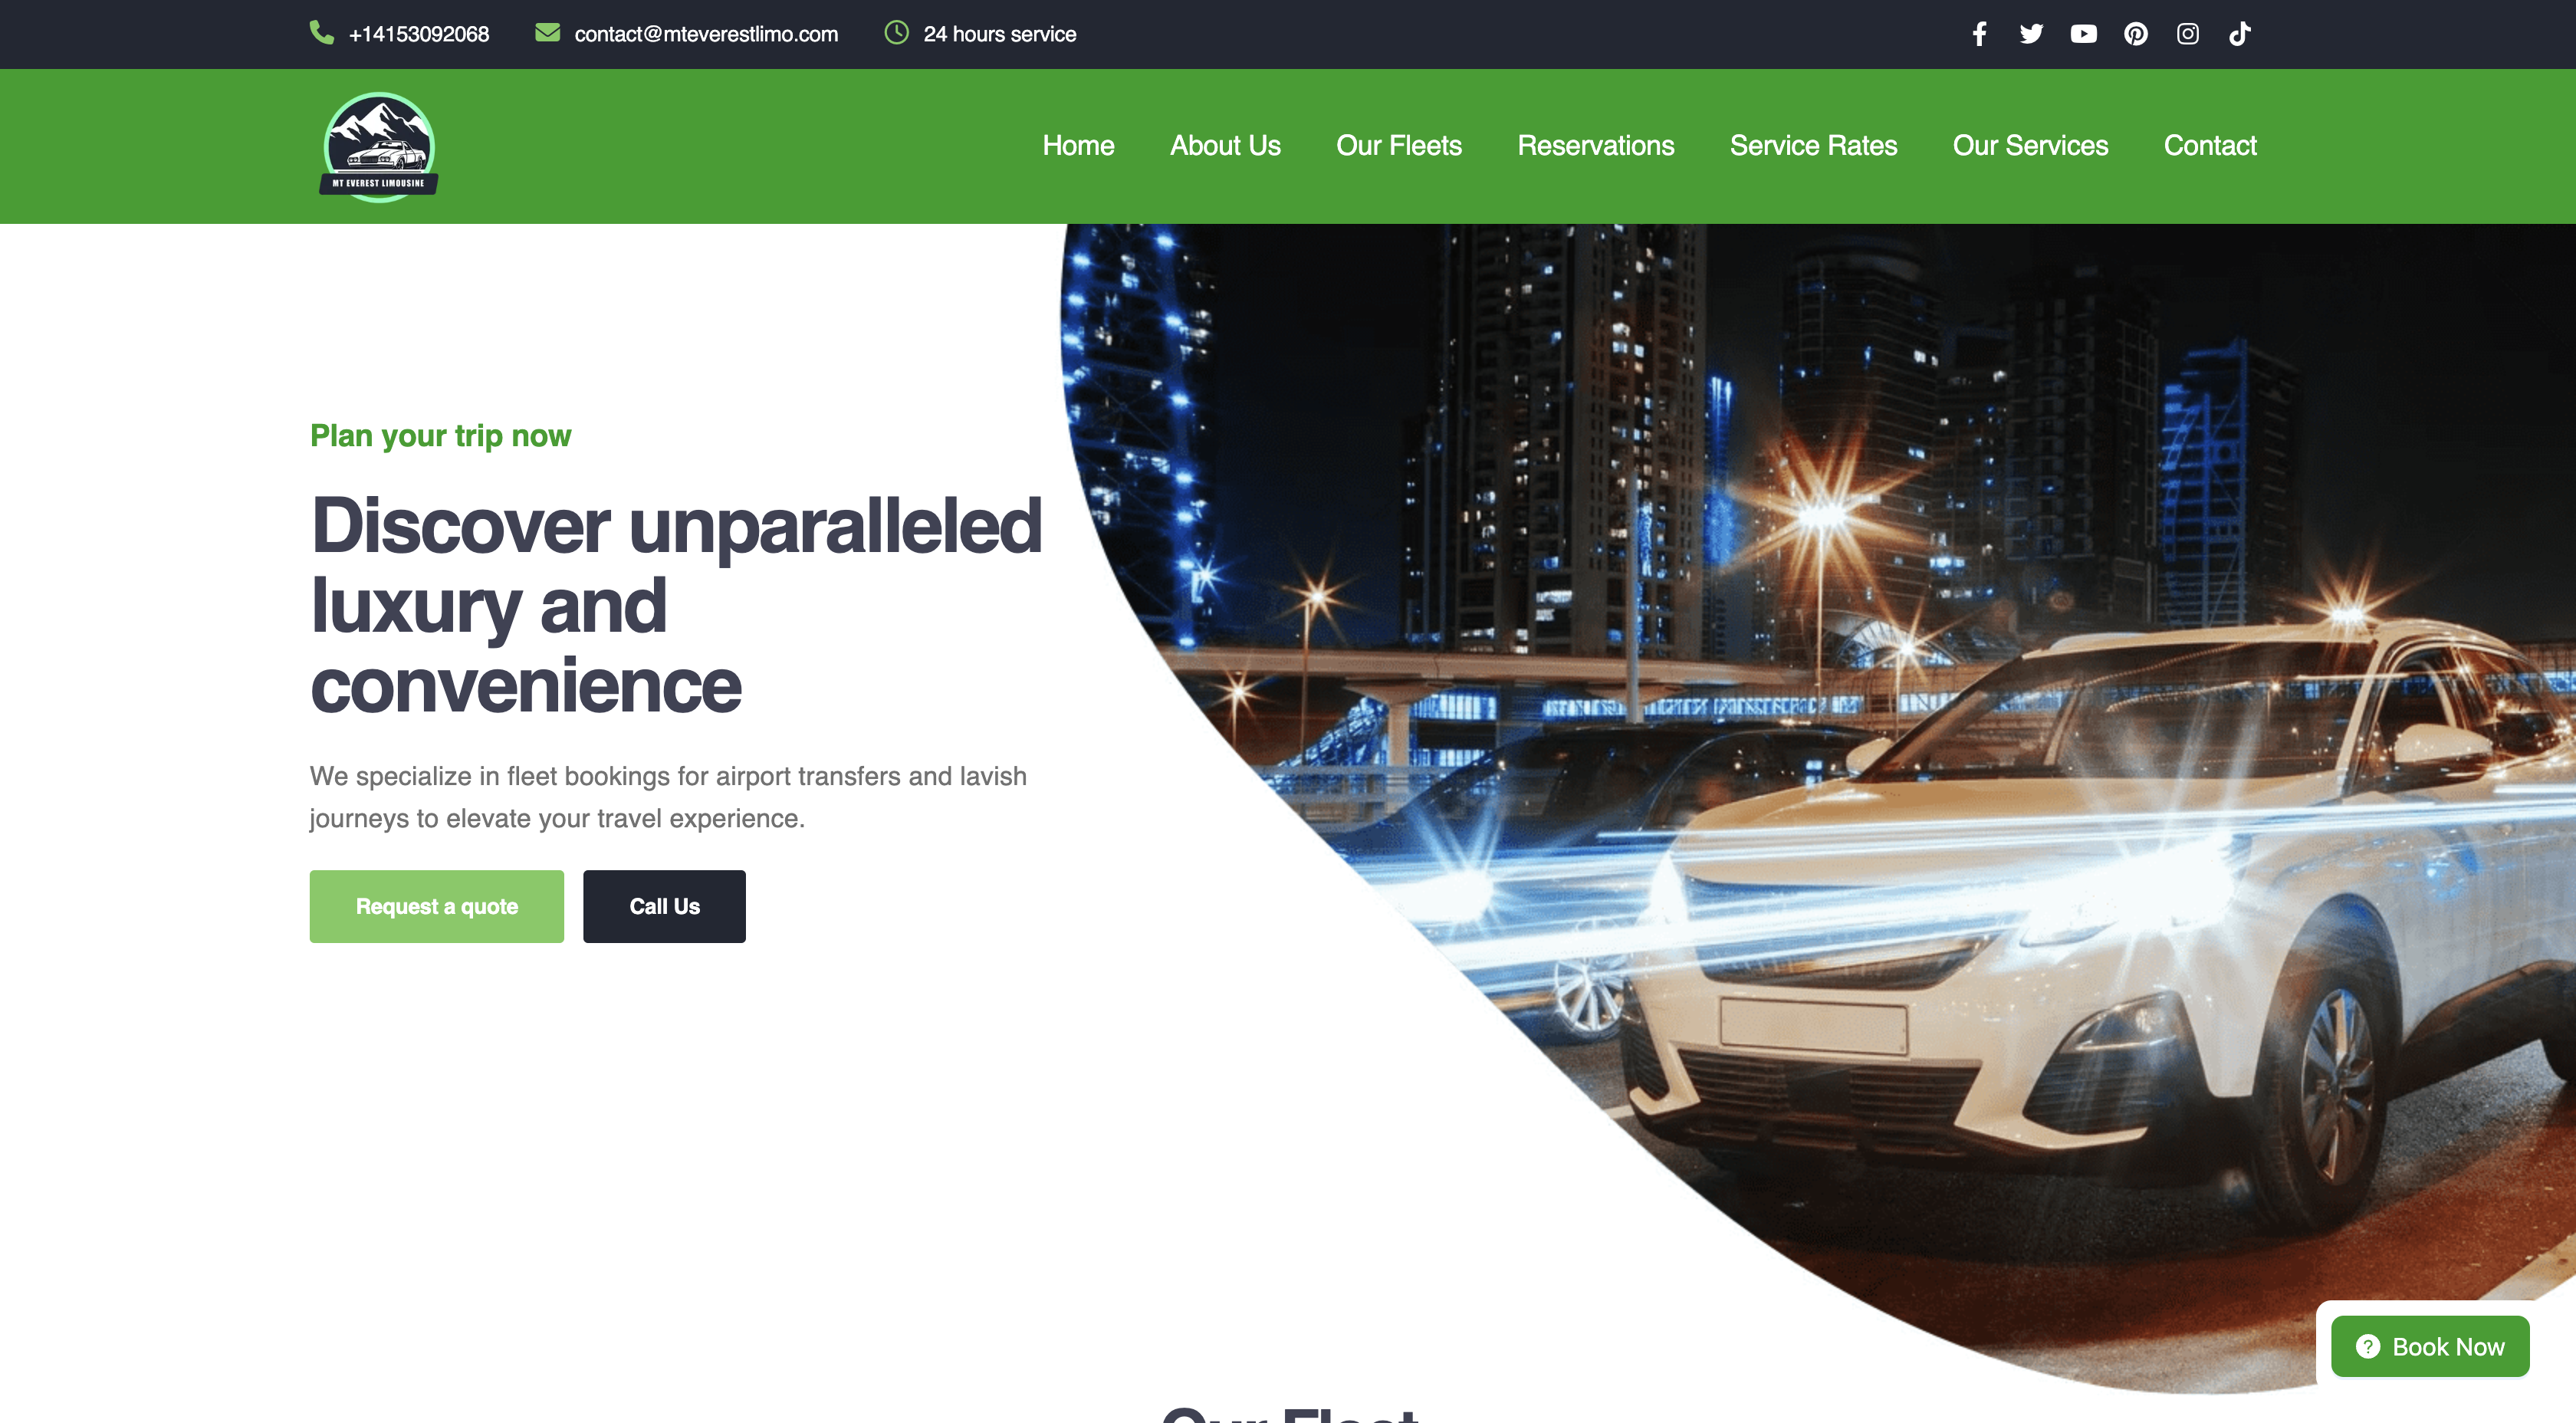 +14153092068
contact@mteverestlimo.com
24 hours service
MT EVEREST LIMOUSINE
Home
About Us
Our Fleets
Reservations
Service Rates
Our Services
Contact
Plan your trip now
Discover unparalleled
luxury and
convenience
We specialize in fleet bookings for airport transfers and lavish
journeys to elevate your travel experience.
Request a quote
Call Us
Book Now
Our Fleet